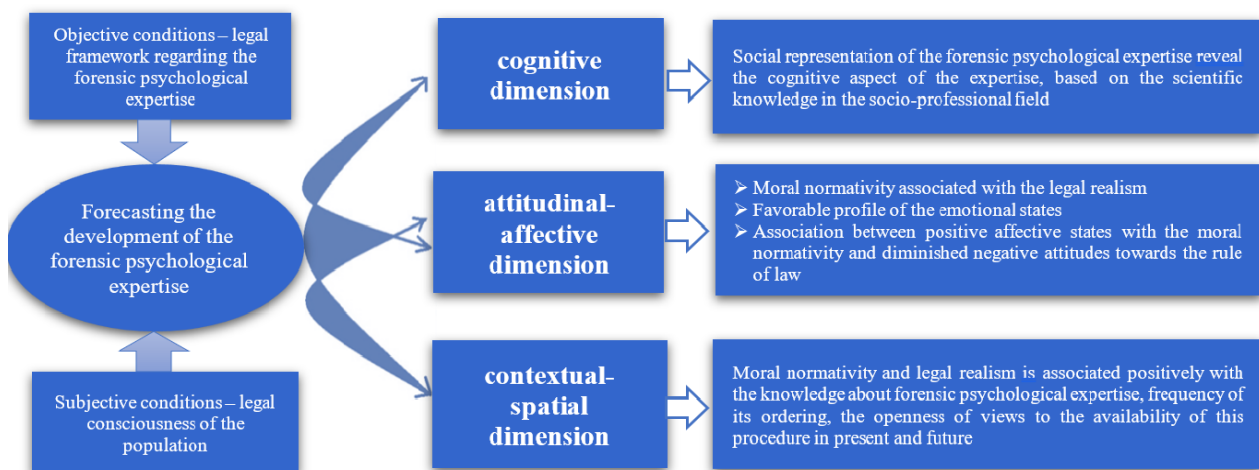 Objective conditions – legal
framework regarding the
forensic psychological
expertise
Forecasting the
development of the
forensic psychological
expertise
Subjective conditions – legal
consciousness of the
population
cognitive
dimension
Social representation of the forensic psychological expertise reveal
the cognitive aspect of the expertise, based on the scientific
knowledge in the socio-professional field
attitudinal-
affective
dimension
➢ Moral normativity associated with the legal realism
➢ Favorable profile of the emotional states
➢ Association between positive affective states with the moral
normativity and diminished negative attitudes towards the rule
of law
contextual-
spatial
dimension
Moral normativity and legal realism is associated positively with
the knowledge about forensic psychological expertise, frequency of
its ordering, the openness of views to the availability of this
procedure in present and future